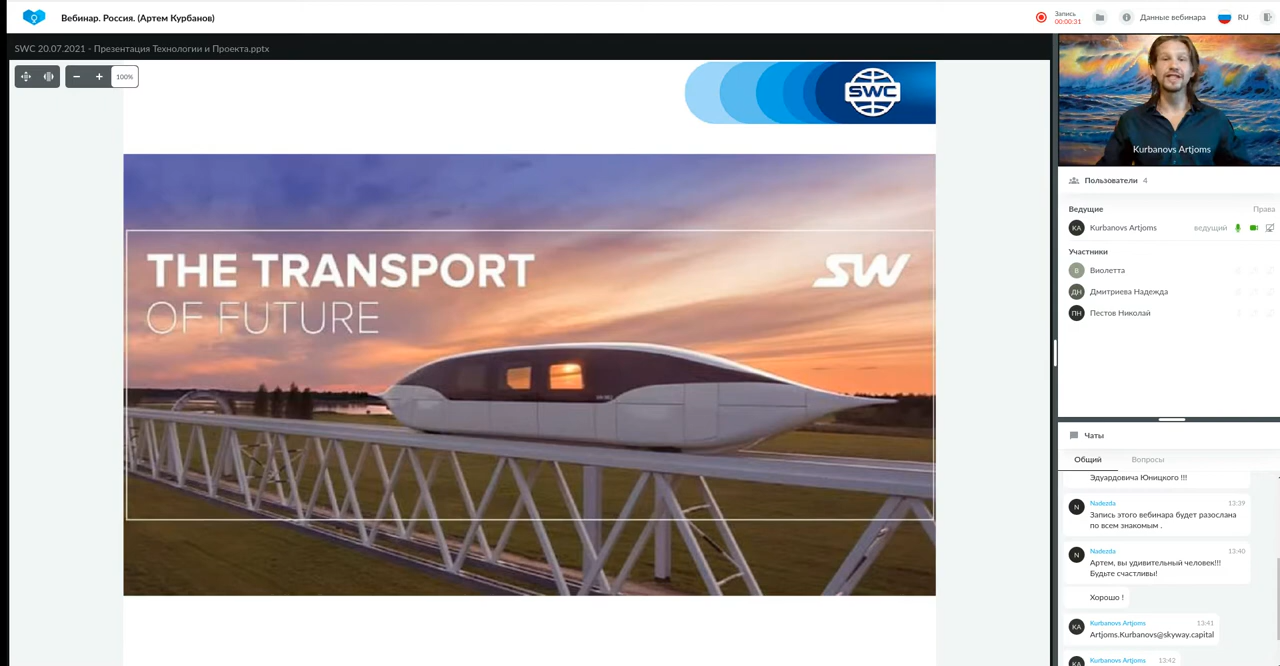 Вебинар. Россия. (Артем Курбанов)
Запись
00:00:31
Данные вебинара
RU
SWC 20.07.2021 - Презентация Технологии и Проекта.pptx
100%
SWC
THE TRANSPORT
OF FUTURE
SW
Kurbanovs Artjoms
Пользователи 4
Ведущие
Права
KA
Kurbanovs Artjoms
ведущий
Участники
В
Виолетта
ДН
Дмитриева Надежда
ПН
Пестов Николай
Чаты
Общий
Вопросы
Эдуардовича Юницкого !!!
N
Nadezda
13:39
Запись этого вебинара будет разослана
по всем знакомым .
N
Nadezda
13:40
Артем, вы удивительный человек!!!
Будьте счастливы!
Хорошо !
KA
Kurbanovs Artjoms
13:41
Artjoms.Kurbanovs@skyway.capital
KA
Kurbanovs Artjoms
13:42